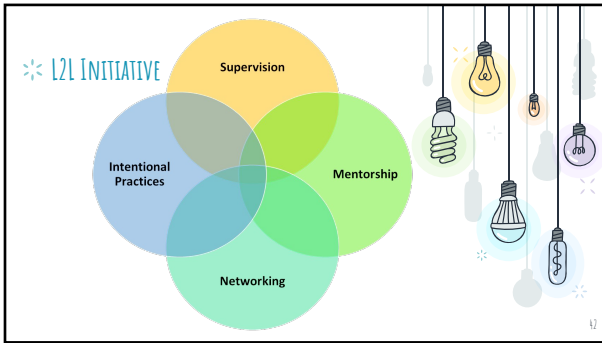 L2L Initiative
Supervision
Intentional
Practices
Mentorship
Networking
42